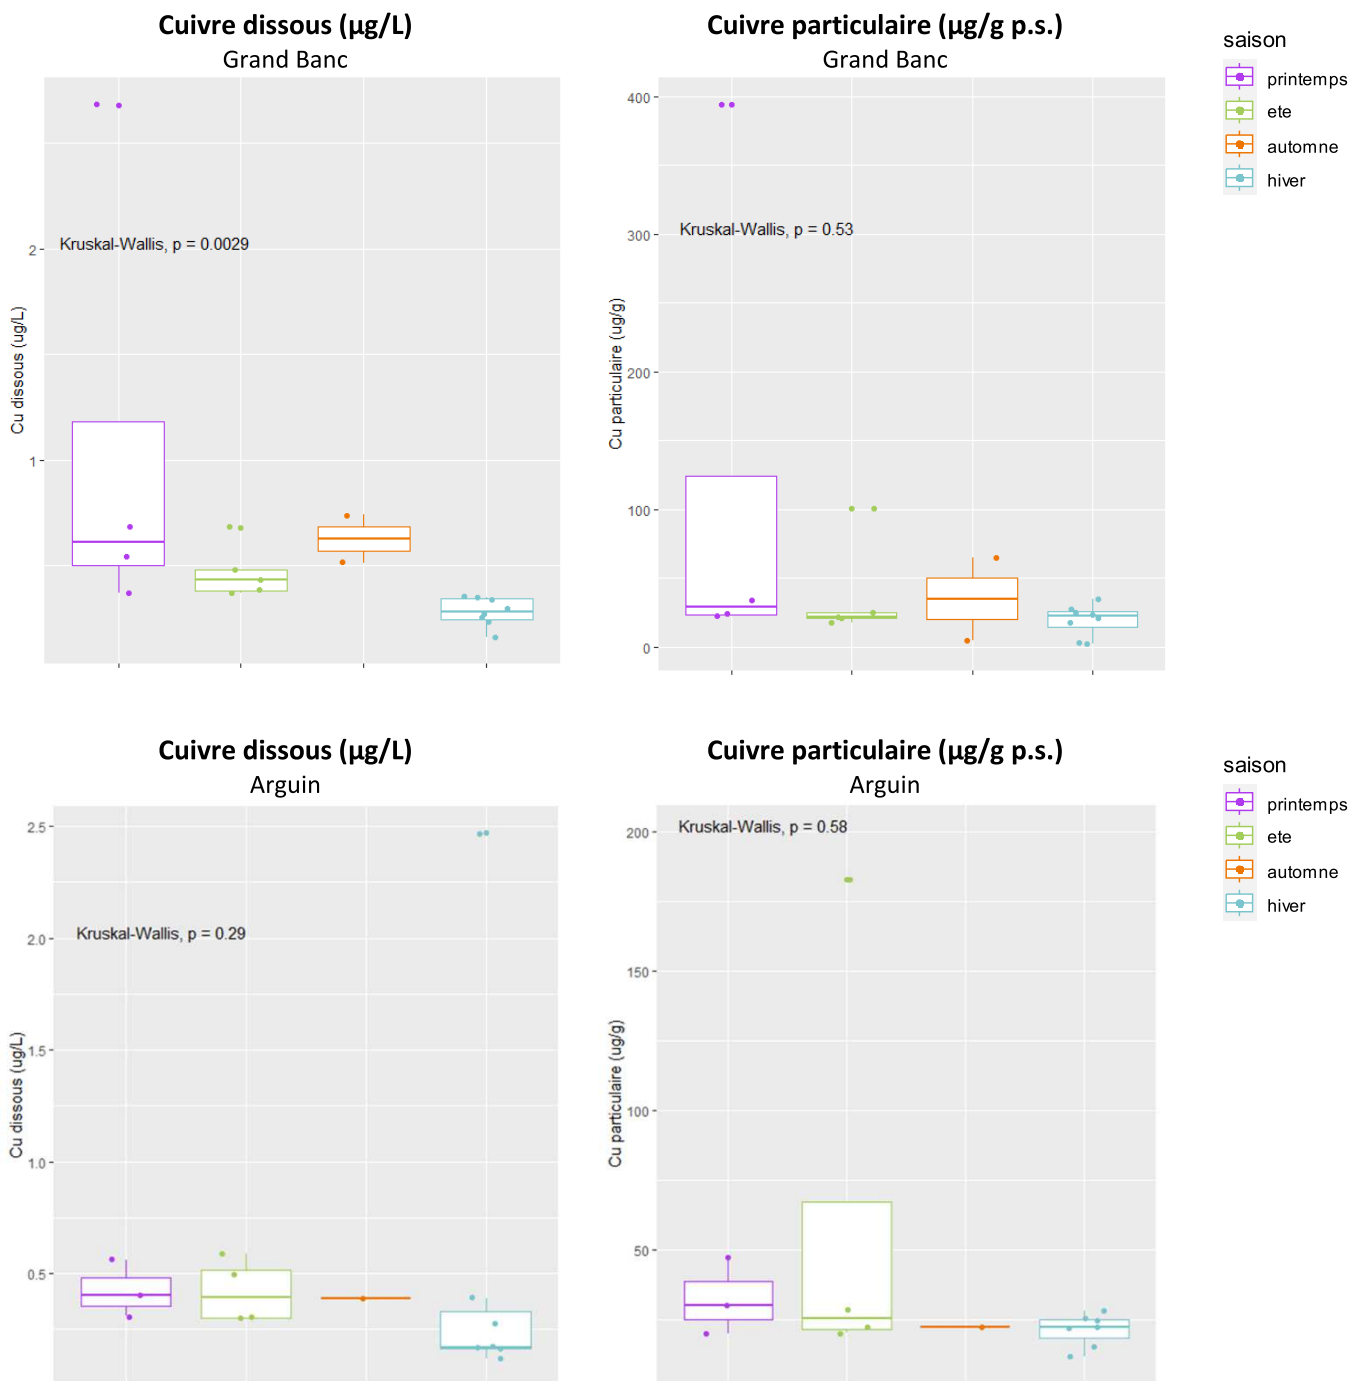 Cuivre dissous (µg/L)
Grand Banc
Cuivre particulaire (µg/g p.s.)
Grand Banc
saison
printemps
ete
automne
hiver
Kruskal-Wallis, p = 0.0029
2
1
Cu dissous (ug/L)
Kruskal-Wallis, p = 0.53
400
300
200
100
0
Cu particulaire (ug/g)
Cuivre dissous (µg/L)
Arguin
Cuivre particulaire (µg/g p.s.)
Arguin
saison
printemps
ete
automne
hiver
Kruskal-Wallis, p = 0.29
2.5
2.0
1.5
1.0
0.5
Cu dissous (ug/L)
Kruskal-Wallis, p = 0.58
200
150
100
50
Cu particulaire (ug/g)